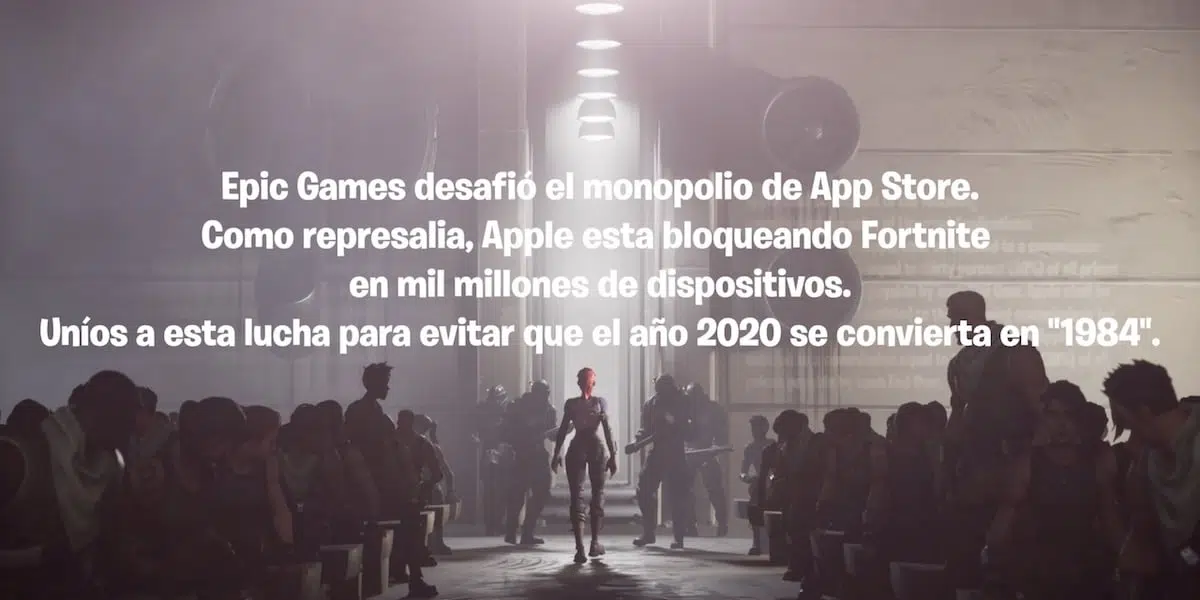 Epic Games desafió el monopolio de App Store.
Como represalia, Apple esta bloqueando Fortnite
en mil millones de dispositivos.
Uníos a esta lucha para evitar que el año 2020 se convierta en "1984".